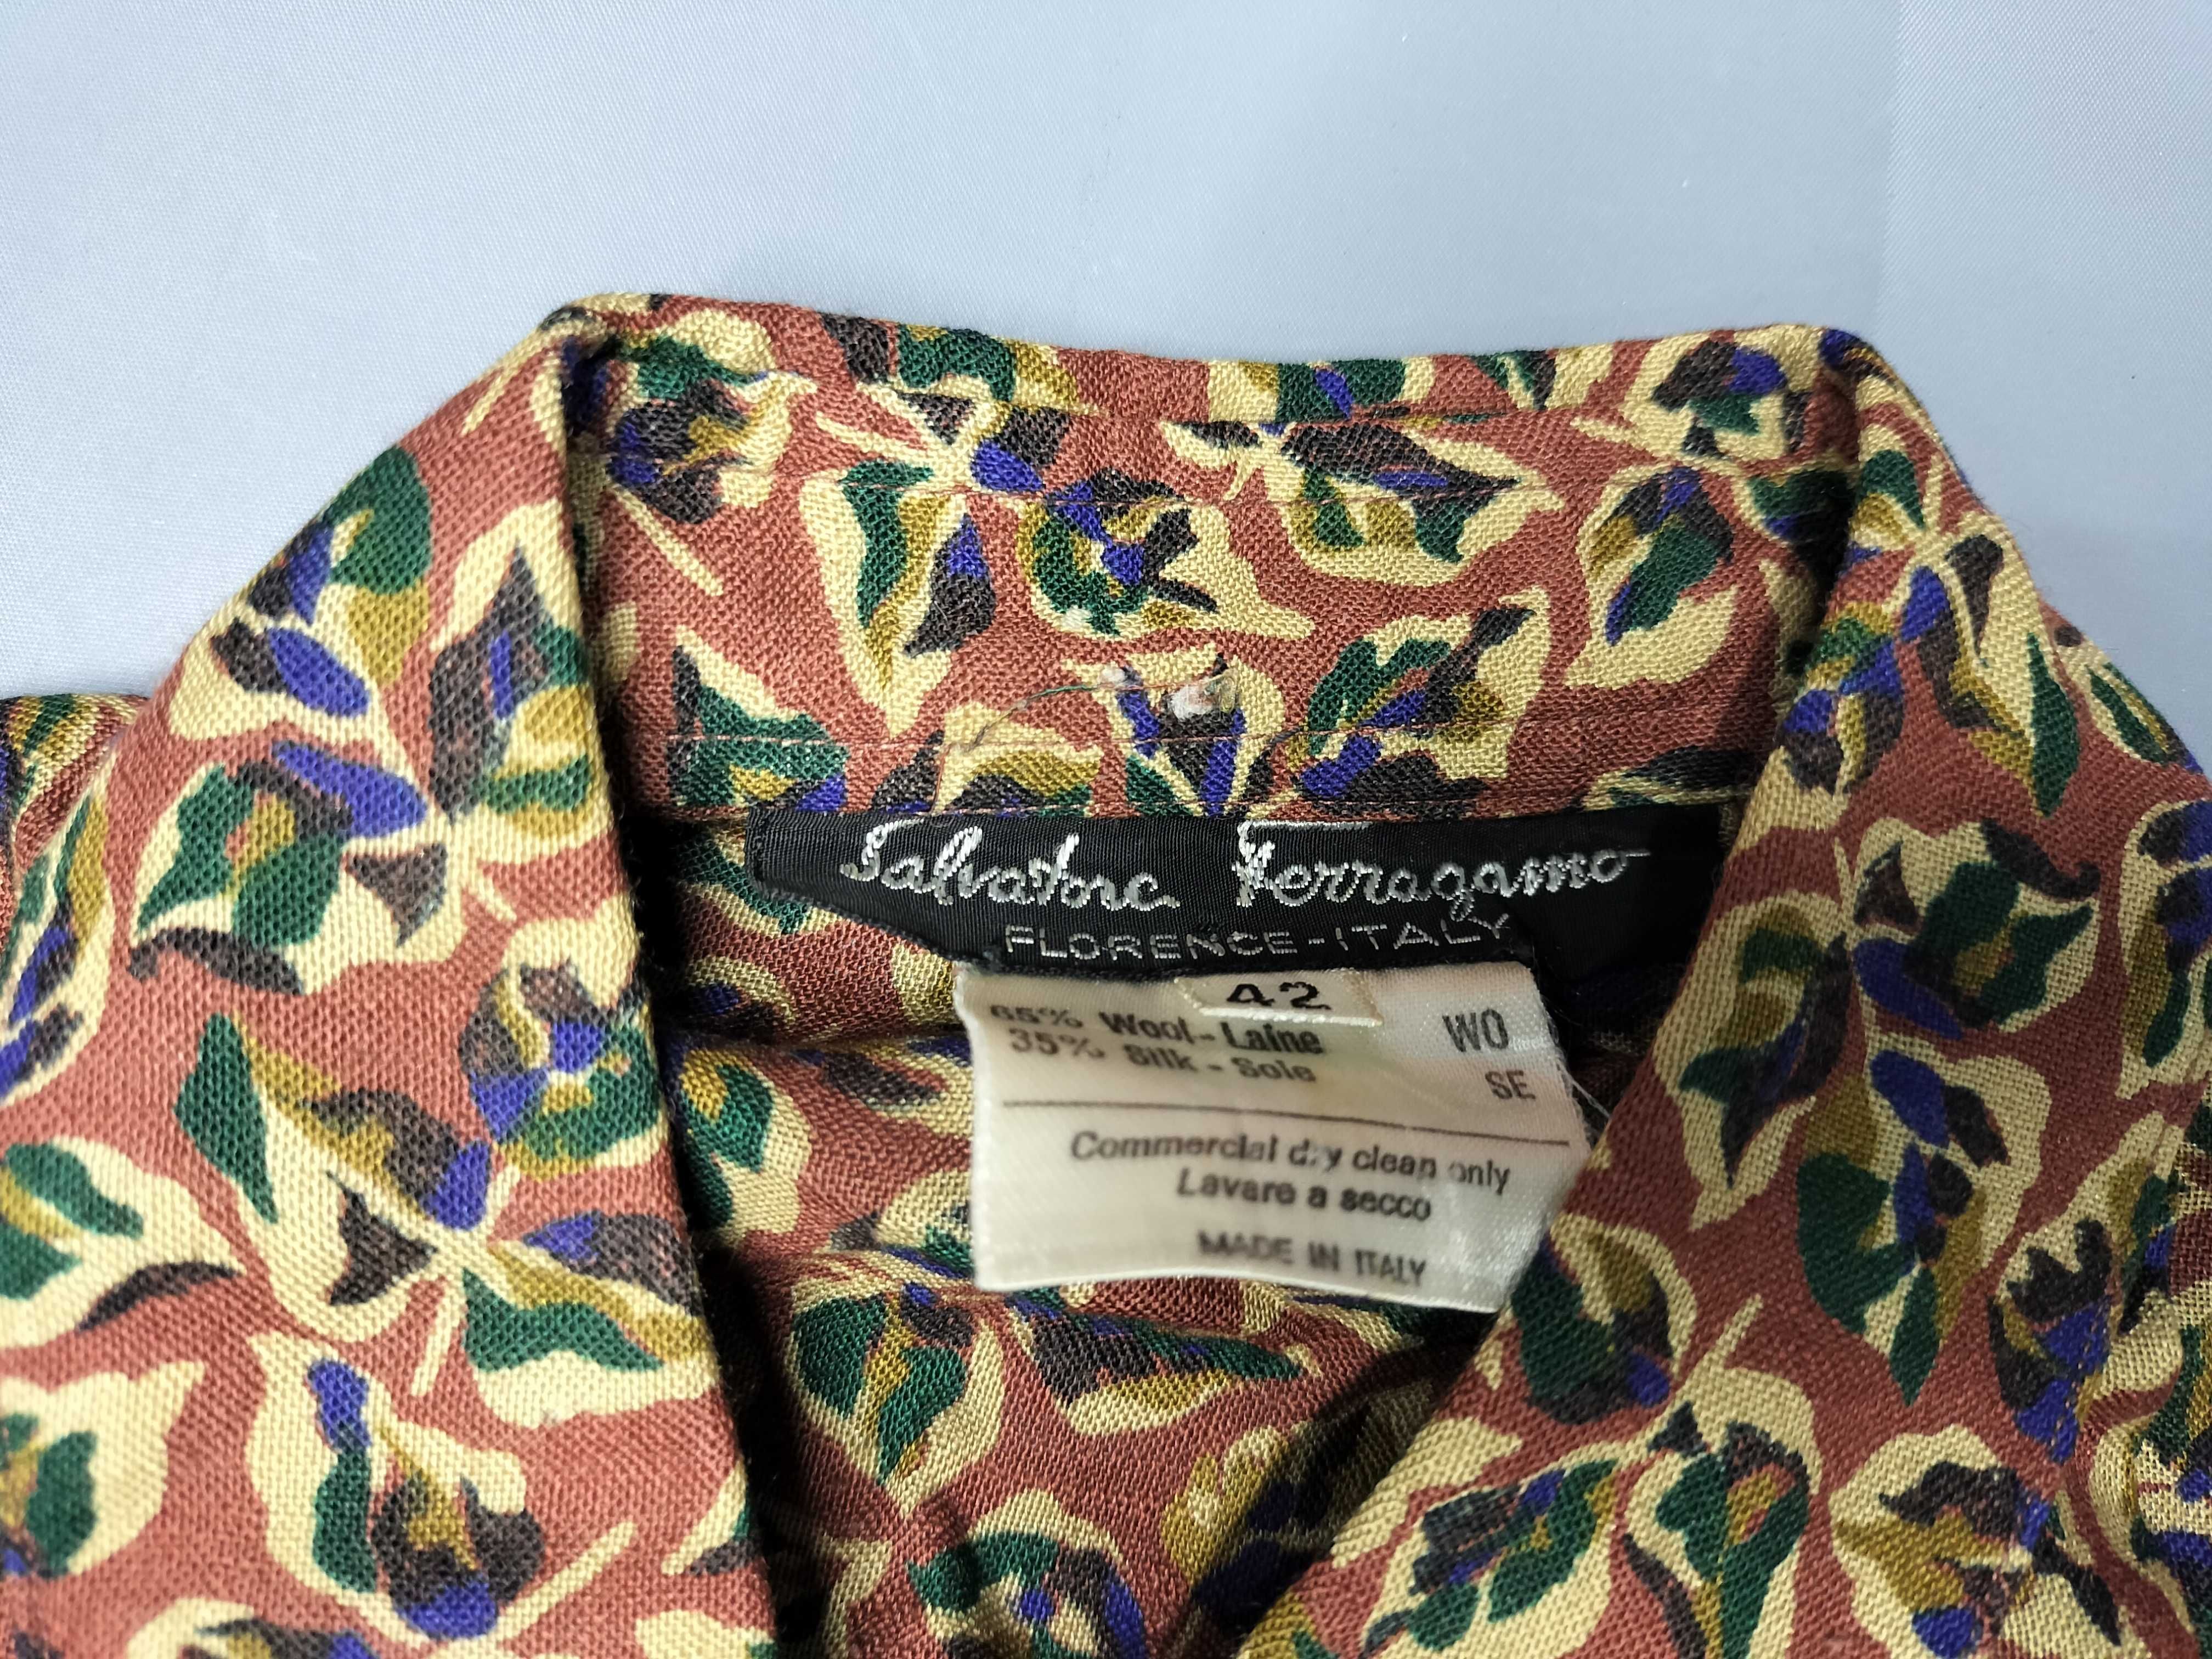 Salvatore Ferragamo
FLORENCE-ITALY
42
65% Wool - Laine WO
35% Silk - Soie SE
Commercial dry clean only
Lavare a secco
MADE IN ITALY